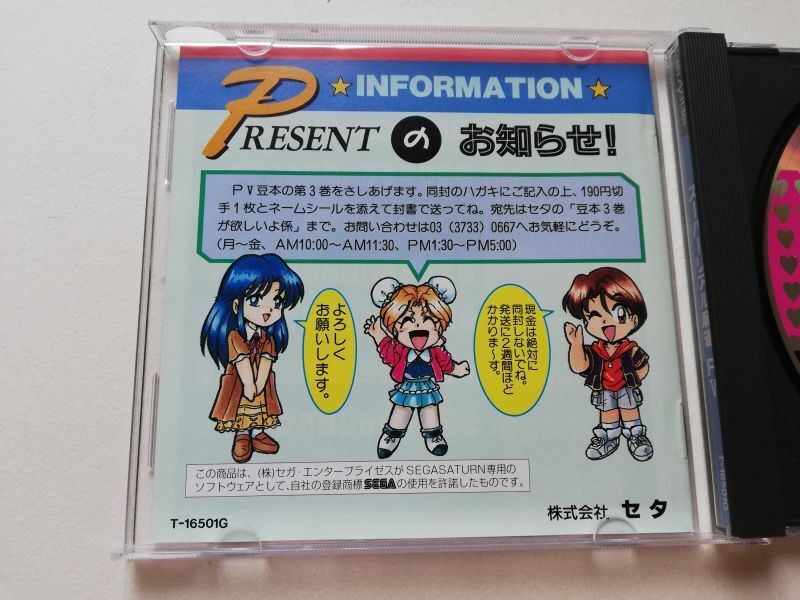 ★INFORMATION★
PRESENTのお知らせ!
PV豆本の第3巻をさしあげます。同封のハガキにご記入の上、190円切
手1枚とネームシールを添えて封書で送ってね。宛先はセタの「豆本3巻
が欲しいよ係」まで。お問い合わせは03(3733)0667へお気軽にどうぞ。
(月〜金、AM10:00〜AM11:30、PM1:30〜PM5:00)
よろしく
お願いします。
現金は絶対に
同封しないでね。
発送に2週間ほど
かかりま〜す。
この商品は、(株)セガ・エンタープライゼスがSEGASATURN専用の
ソフトウェアとして、自社の登録商標SEGAの使用を許諾したものです。
T-16501G
株式会社 セタ
T-16501G